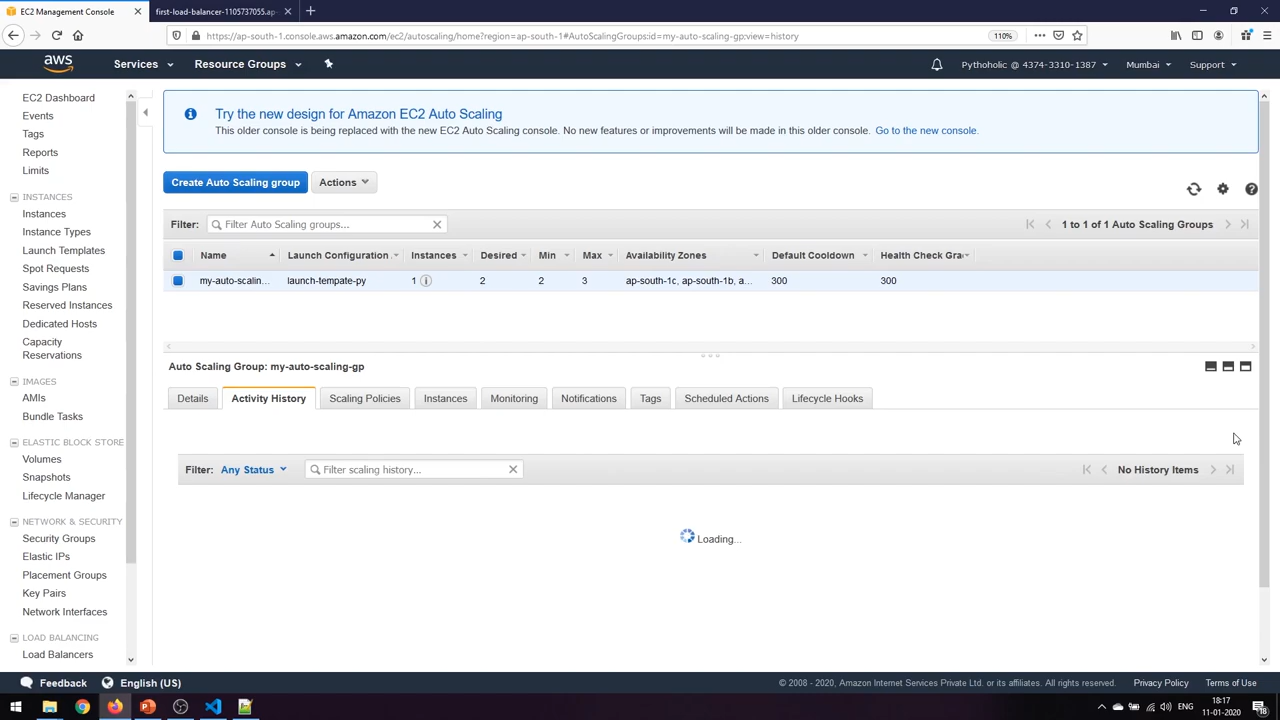 EC2 Management Console
first-load-balancer-1105737055.ap-
https://ap-south-1.console.aws.amazon.com/ec2/autoscaling/home?region=ap-south-1#AutoScalingGroups:id=my-auto-scaling-gp;view=history
110%
aws
Services
Resource Groups
Pythoholic @ 4374-3310-1387
Mumbai
Support
EC2 Dashboard
Events
Tags
Reports
Limits
INSTANCES
Instances
Instance Types
Launch Templates
Spot Requests
Savings Plans
Reserved Instances
Dedicated Hosts
Capacity
Reservations
IMAGES
AMIs
Bundle Tasks
ELASTIC BLOCK STORE
Volumes
Snapshots
Lifecycle Manager
NETWORK & SECURITY
Security Groups
Elastic IPs
Placement Groups
Key Pairs
Network Interfaces
LOAD BALANCING
Load Balancers
Try the new design for Amazon EC2 Auto Scaling
This older console is being replaced with the new EC2 Auto Scaling console. No new features or improvements will be made in this older console. Go to the new console.
Create Auto Scaling group
Actions
Filter: Filter Auto Scaling groups...
1 to 1 of 1 Auto Scaling Groups
Name Launch Configuration Instances Desired Min Max Availability Zones Default Cooldown Health Check Gra
my-auto-scalin... launch-tempate-py 1 2 2 3 ap-south-1c, ap-south-1b, a... 300 300
Auto Scaling Group: my-auto-scaling-gp
Details Activity History Scaling Policies Instances Monitoring Notifications Tags Scheduled Actions Lifecycle Hooks
Filter: Any Status Filter scaling history...
No History Items
Loading...
Feedback
English (US)
© 2008 - 2020, Amazon Internet Services Private Ltd. or its affiliates. All rights reserved.
Privacy Policy
Terms of Use
ENG
18:17
11-01-2020
18